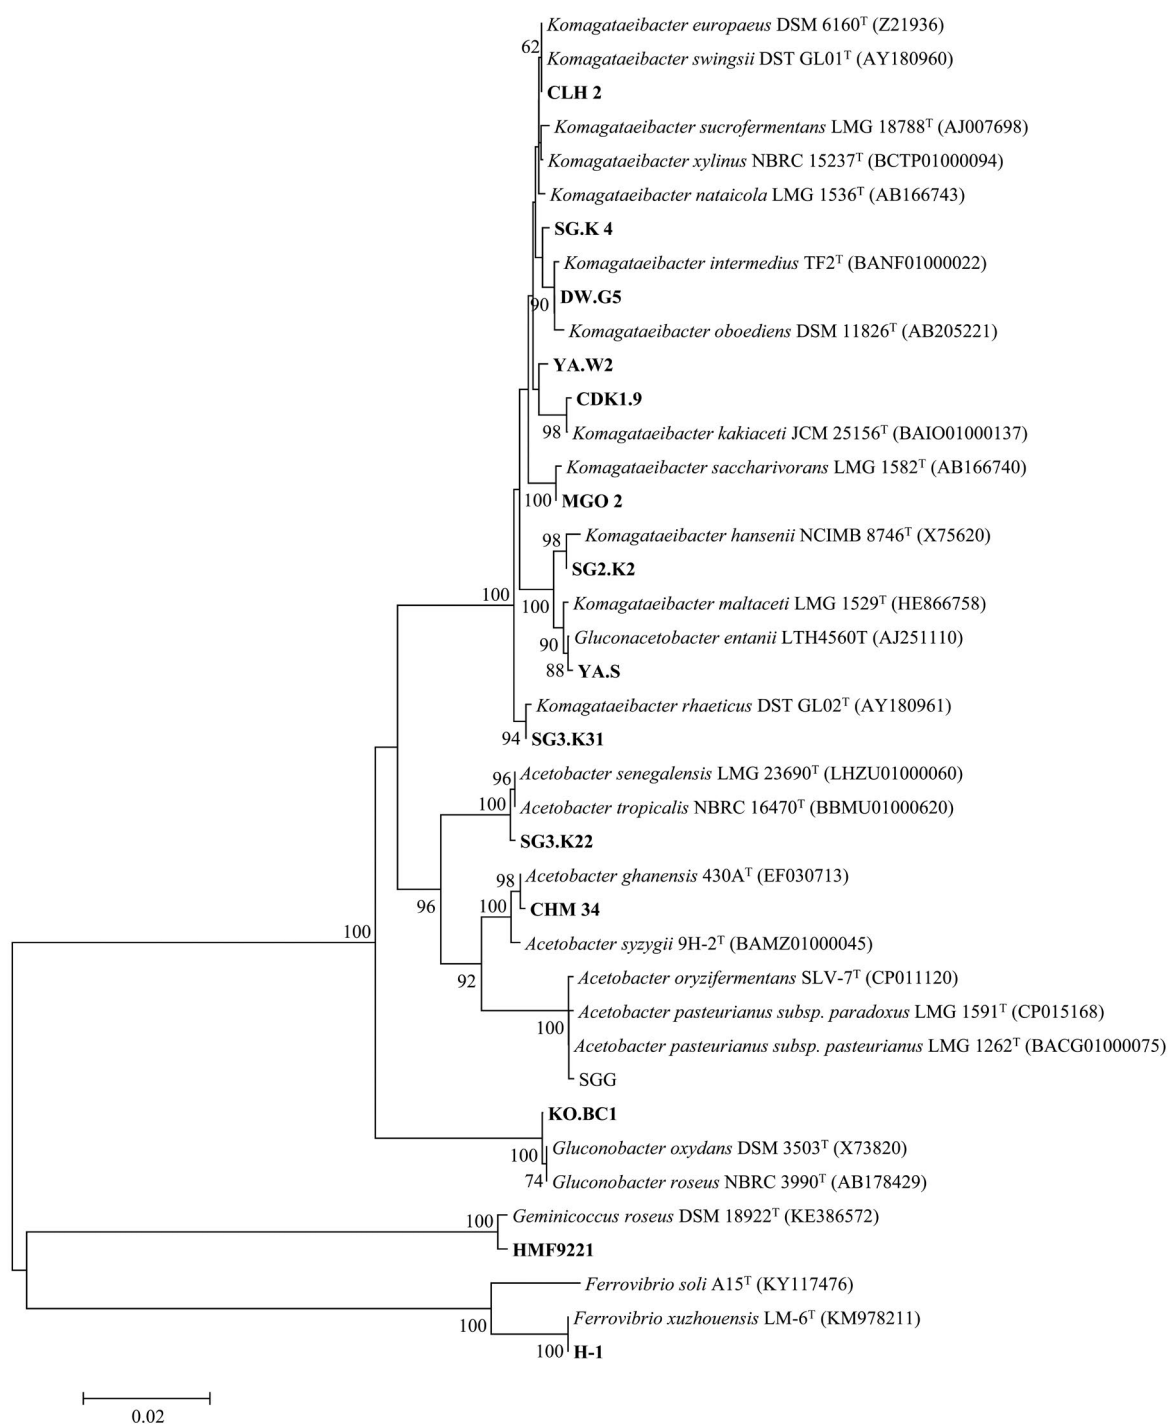 Komagataeibacter europaeus DSM 6160ᵀ (Z21936)
62
Komagataeibacter swingsii DST GL01ᵀ (AY180960)
CLH 2
Komagataeibacter sucrofermentans LMG 18788ᵀ (AJ007698)
Komagataeibacter xylinus NBRC 15237ᵀ (BCTP01000094)
Komagataeibacter nataicola LMG 1536ᵀ (AB166743)
SG.K 4
Komagataeibacter intermedius TF2ᵀ (BANF01000022)
DW.G5
90
Komagataeibacter oboediens DSM 11826ᵀ (AB205221)
YA.W2
CDK1.9
98
Komagataeibacter kakiaceti JCM 25156ᵀ (BAIO01000137)
Komagataeibacter saccharivorans LMG 1582ᵀ (AB166740)
100
MGO 2
Komagataeibacter hansenii NCIMB 8746ᵀ (X75620)
98
SG2.K2
100
100
Komagataeibacter maltaceti LMG 1529ᵀ (HE866758)
Gluconacetobacter entanii LTH4560T (AJ251110)
90
88
YA.S
Komagataeibacter rhaeticus DST GL02ᵀ (AY180961)
94
SG3.K31
Acetobacter senegalensis LMG 23690ᵀ (LHZU01000060)
96
100
Acetobacter tropicalis NBRC 16470ᵀ (BBMU01000620)
SG3.K22
Acetobacter ghanensis 430Aᵀ (EF030713)
98
96
100
CHM 34
100
Acetobacter syzygii 9H-2ᵀ (BAMZ01000045)
92
Acetobacter oryzifermentans SLV-7ᵀ (CP011120)
Acetobacter pasteurianus subsp. paradoxus LMG 1591ᵀ (CP015168)
100
Acetobacter pasteurianus subsp. pasteurianus LMG 1262ᵀ (BACG01000075)
SGG
KO.BC1
Gluconobacter oxydans DSM 3503ᵀ (X73820)
100
74
Gluconobacter roseus NBRC 3990ᵀ (AB178429)
Geminicoccus roseus DSM 18922ᵀ (KE386572)
100
HMF9221
Ferrovibrio soli A15ᵀ (KY117476)
Ferrovibrio xuzhouensis LM-6ᵀ (KM978211)
100
100
H-1
0.02